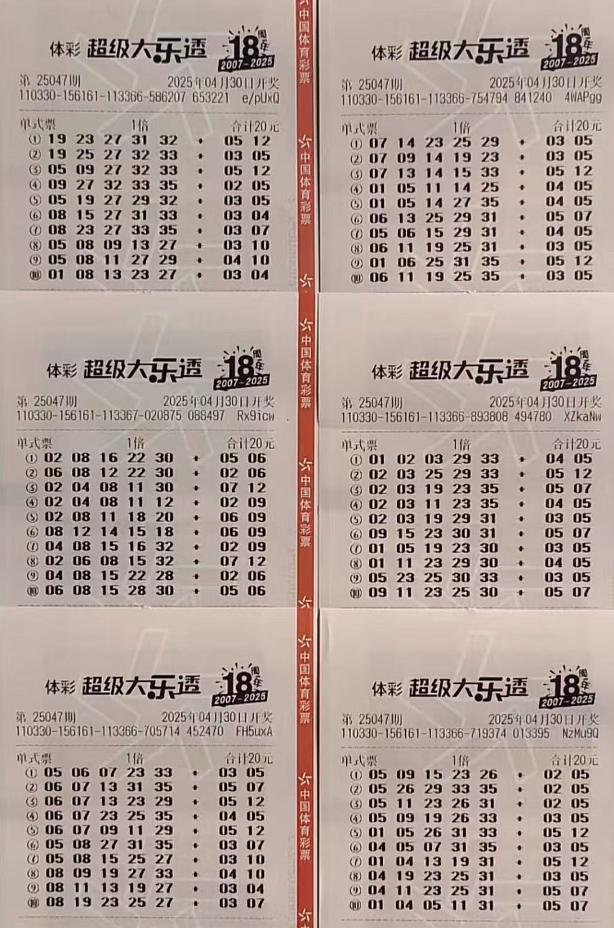 体彩 超级大乐透 18周年
2007-2025
第 25047期 2025年04月30日开奖
110330-156161-113366-586207 653221 e/pUxQ
单式票 1倍 合计20元
① 19 23 27 31 32 + 05 12
② 19 25 27 32 33 + 03 05
③ 05 09 27 32 33 + 05 12
④ 09 27 32 33 35 + 02 05
⑤ 05 19 27 29 32 + 03 05
⑥ 08 15 27 31 33 + 03 04
⑦ 08 23 27 33 35 + 03 07
⑧ 05 08 09 13 27 + 03 10
⑨ 05 08 11 27 29 + 04 10
⑩ 01 08 13 23 27 + 03 04
体彩 超级大乐透 18周年
2007-2025
第 25047期 2025年04月30日开奖
110330-156161-113366-754794 841240 4WAPgg
单式票 1倍 合计20元
① 07 14 23 25 29 + 03 05
② 07 09 14 19 23 + 03 05
③ 07 13 14 15 33 + 05 12
④ 01 05 11 14 25 + 04 05
⑤ 01 05 14 27 35 + 04 05
⑥ 06 13 25 29 31 + 05 07
⑦ 05 06 15 29 31 + 04 05
⑧ 06 11 19 25 31 + 03 05
⑨ 01 06 25 31 35 + 05 12
⑩ 06 11 19 25 35 + 03 05
体彩 超级大乐透 18周年
2007-2025
第 25047期 2025年04月30日开奖
110330-156161-113367-020875 088497 Rx9icw
单式票 1倍 合计20元
① 02 08 16 22 30 + 05 06
② 06 08 12 22 30 + 02 06
③ 02 04 08 11 30 + 07 12
④ 02 04 08 11 12 + 02 09
⑤ 02 08 11 18 20 + 06 09
⑥ 08 12 14 15 18 + 06 09
⑦ 04 08 15 16 32 + 02 09
⑧ 02 06 08 15 32 + 07 12
⑨ 04 08 15 22 28 + 02 06
⑩ 06 08 15 28 30 + 05 06
体彩 超级大乐透 18周年
2007-2025
第 25047期 2025年04月30日开奖
110330-156161-113366-893808 494780 XZkaNw
单式票 1倍 合计20元
① 01 02 03 29 33 + 04 05
② 02 03 25 29 33 + 05 12
③ 02 03 19 23 35 + 05 07
④ 02 03 11 23 35 + 04 05
⑤ 02 03 19 29 31 + 03 05
⑥ 09 15 23 30 31 + 05 07
⑦ 01 05 19 23 30 + 03 05
⑧ 01 11 23 29 30 + 04 05
⑨ 05 23 25 30 33 + 03 05
⑩ 09 11 23 25 30 + 05 07
体彩 超级大乐透 18周年
2007-2025
第 25047期 2025年04月30日开奖
110330-156161-113366-705714 452470 FH5uxA
单式票 1倍 合计20元
① 05 06 07 23 33 + 03 05
② 06 07 13 31 35 + 05 07
③ 06 07 13 23 29 + 05 12
④ 06 07 23 25 35 + 04 05
⑤ 06 07 09 11 29 + 05 12
⑥ 05 08 27 31 35 + 03 07
⑦ 05 08 15 25 27 + 03 10
⑧ 08 09 19 27 33 + 04 10
⑨ 08 11 13 19 27 + 03 04
⑩ 08 19 23 25 27 + 03 07
体彩 超级大乐透 18周年
2007-2025
第 25047期 2025年04月30日开奖
110330-156161-113366-719374 013395 NzMu9Q
单式票 1倍 合计20元
① 05 09 15 23 26 + 02 05
② 05 26 29 33 35 + 02 05
③ 05 11 23 26 31 + 02 05
④ 05 09 19 26 33 + 03 05
⑤ 01 05 26 31 33 + 05 12
⑥ 04 05 07 31 35 + 03 05
⑦ 01 04 13 19 31 + 05 12
⑧ 04 19 23 25 31 + 03 05
⑨ 04 11 23 25 31 + 05 07
⑩ 01 04 05 11 31 + 05 07
中国体育彩票
中国体育彩票
中国体育彩票
中国体育彩票
中国体育彩票
中国体育彩票